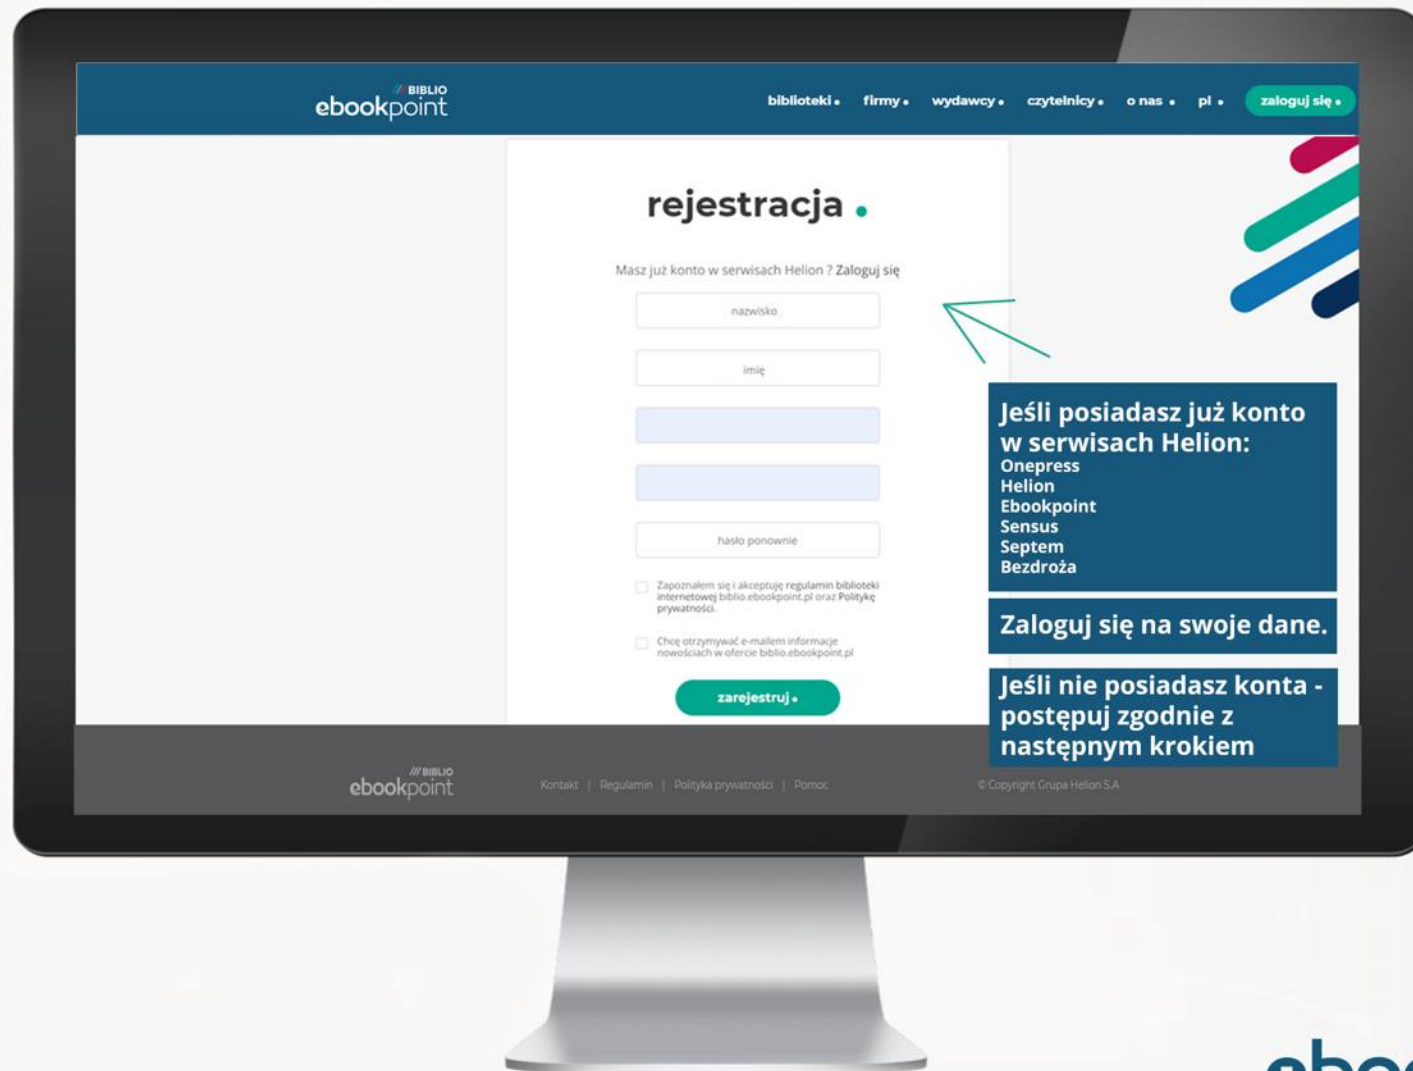 /// BIBLIO
ebookpoint
biblioteki • firmy • wydawcy • czytelnicy • o nas • pl • zaloguj się •
rejestracja .
Masz już konto w serwisach Helion ? Zaloguj się
nazwisko
imię
hasło ponownie
Zapoznałem się i akceptuję regulamin biblioteki
internetowej biblio.ebookpoint.pl oraz Politykę
prywatności.
Chcę otrzymywać e-mailem informacje
nowościach w ofercie biblio.ebookpoint.pl
zarejestruj •
Jeśli posiadasz już konto
w serwisach Helion:
Onepress
Helion
Ebookpoint
Sensus
Septem
Bezdroża
Zaloguj się na swoje dane.
Jeśli nie posiadasz konta -
postępuj zgodnie z
następnym krokiem
/// BIBLIO
ebookpoint
Kontakt | Regulamin | Polityka prywatności | Pomoc
© Copyright Grupa Helion S.A